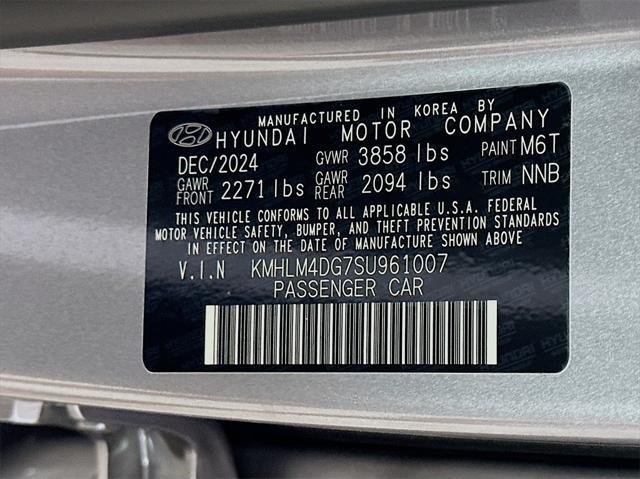 MANUFACTURED IN KOREA BY
HYUNDAI MOTOR COMPANY
DEC/2024 GVWR 3858 lbs PAINT M6T
GAWR FRONT 2271 lbs GAWR REAR 2094 lbs TRIM NNB
THIS VEHICLE CONFORMS TO ALL APPLICABLE U.S.A. FEDERAL
MOTOR VEHICLE SAFETY, BUMPER, AND THEFT PREVENTION STANDARDS
IN EFFECT ON THE DATE OF MANUFACTURE SHOWN ABOVE
V.I.N KMHLM4DG7SU961007
PASSENGER CAR